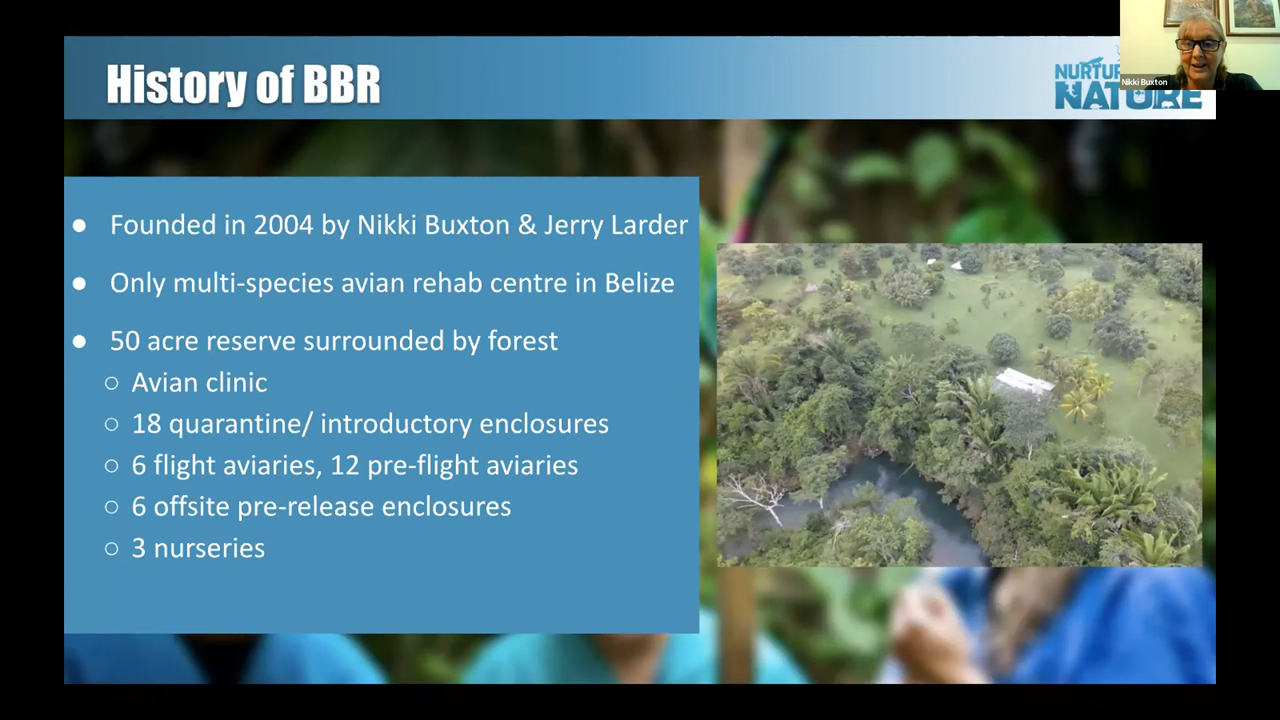 History of BBR
NATURE
Nikki Buxton
● Founded in 2004 by Nikki Buxton & Jerry Larder
● Only multi-species avian rehab centre in Belize
● 50 acre reserve surrounded by forest
○ Avian clinic
○ 18 quarantine/ introductory enclosures
○ 6 flight aviaries, 12 pre-flight aviaries
○ 6 offsite pre-release enclosures
○ 3 nurseries